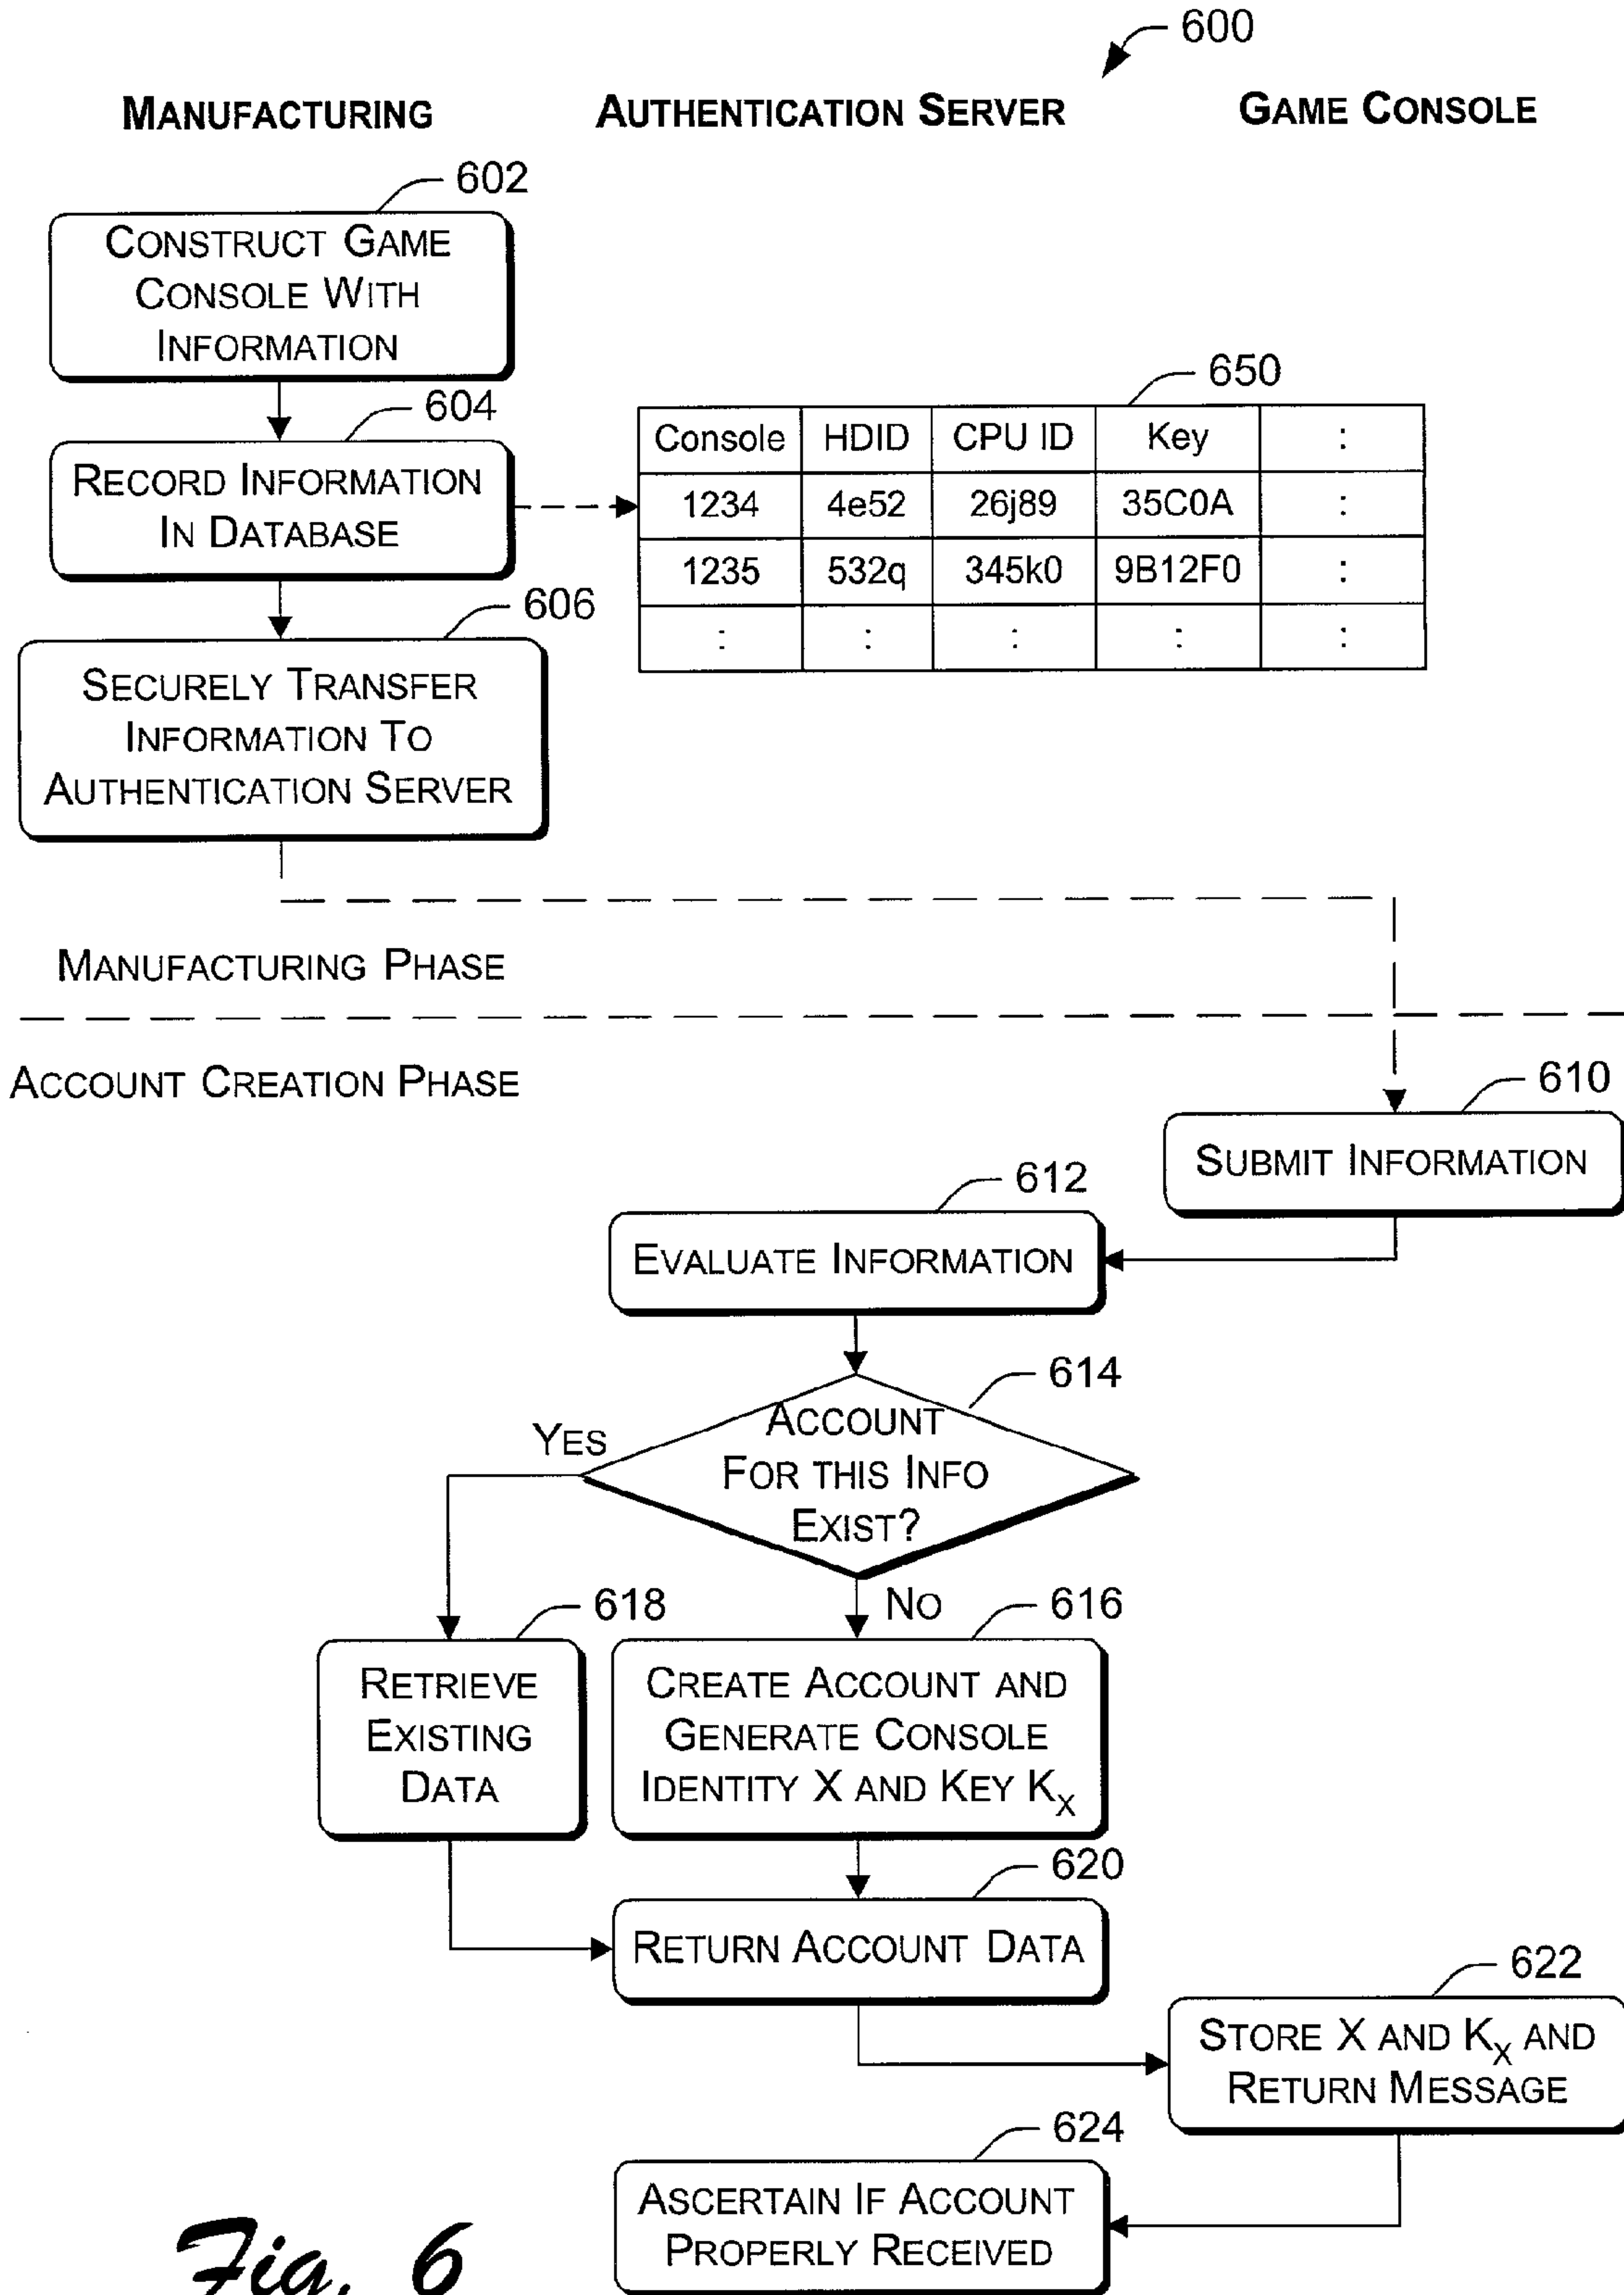 600
MANUFACTURING
AUTHENTICATION SERVER
GAME CONSOLE
602
CONSTRUCT GAME
CONSOLE WITH
INFORMATION
604
RECORD INFORMATION
IN DATABASE
650
Console HDID CPU ID Key :
1234 4e52 26j89 35C0A :
1235 532q 345k0 9B12F0 :
: : : : :
606
SECURELY TRANSFER
INFORMATION TO
AUTHENTICATION SERVER
MANUFACTURING PHASE
ACCOUNT CREATION PHASE
610
SUBMIT INFORMATION
612
EVALUATE INFORMATION
614
ACCOUNT
FOR THIS INFO
EXIST?
YES
NO
618
RETRIEVE
EXISTING
DATA
616
CREATE ACCOUNT AND
GENERATE CONSOLE
IDENTITY X AND KEY KX
620
RETURN ACCOUNT DATA
622
STORE X AND KX AND
RETURN MESSAGE
624
ASCERTAIN IF ACCOUNT
PROPERLY RECEIVED
Fig. 6